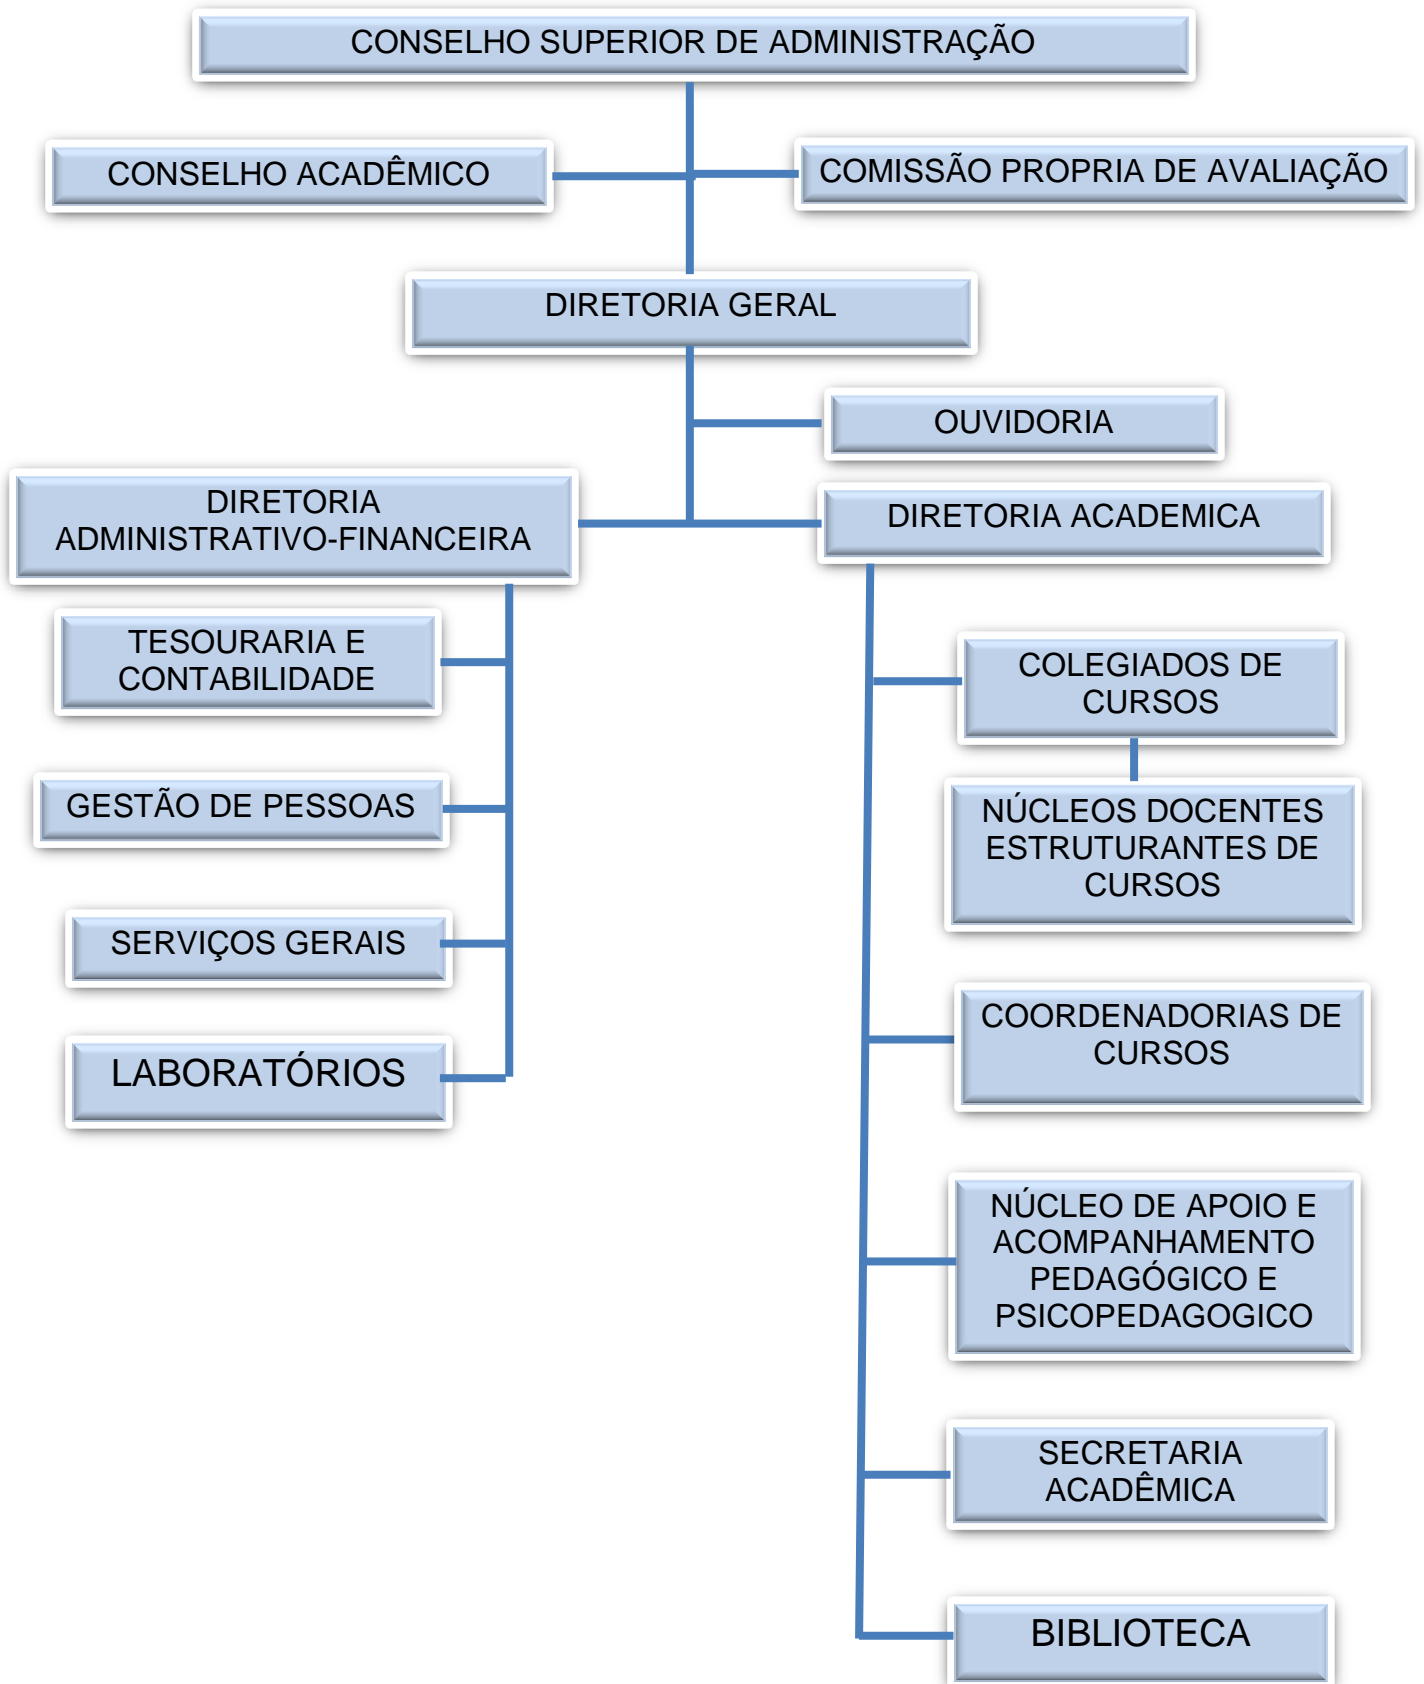 CONSELHO SUPERIOR DE ADMINISTRAÇÃO
CONSELHO ACADÊMICO
COMISSÃO PROPRIA DE AVALIAÇÃO
DIRETORIA GERAL
OUVIDORIA
DIRETORIA
ADMINISTRATIVO-FINANCEIRA
DIRETORIA ACADEMICA
TESOURARIA E
CONTABILIDADE
GESTÃO DE PESSOAS
SERVIÇOS GERAIS
LABORATÓRIOS
COLEGIADOS DE
CURSOS
NÚCLEOS DOCENTES
ESTRUTURANTES DE
CURSOS
COORDENADORIAS DE
CURSOS
NÚCLEO DE APOIO E
ACOMPANHAMENTO
PEDAGÓGICO E
PSICOPEDAGOGICO
SECRETARIA
ACADÊMICA
BIBLIOTECA